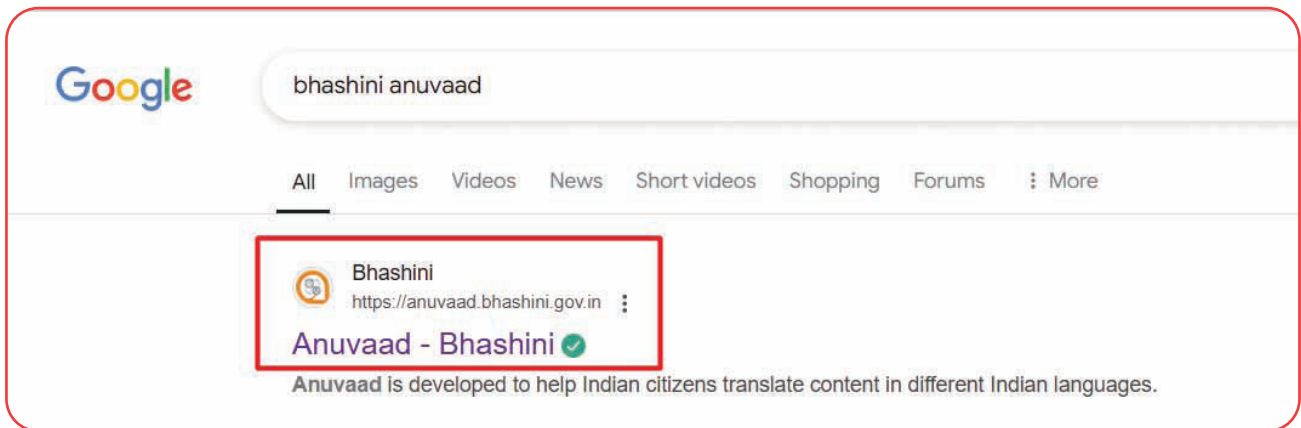 Google
bhashini anuvaad
All Images Videos News Short videos Shopping Forums More
Bhashini
https://anuvaad.bhashini.gov.in
Anuvaad - Bhashini
Anuvaad is developed to help Indian citizens translate content in different Indian languages.